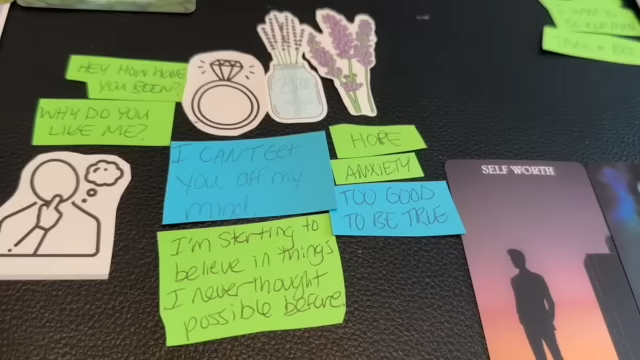 HEY HOW HAVE
YOU BEEN?
WHY DO YOU
LIKE ME?
I CAN'T GET
you off my
mind
I'm starting to
believe in things
I never thought
possible before
HOPE
ANXIETY
TOO GOOD
TO BE TRUE
SELF WORTH